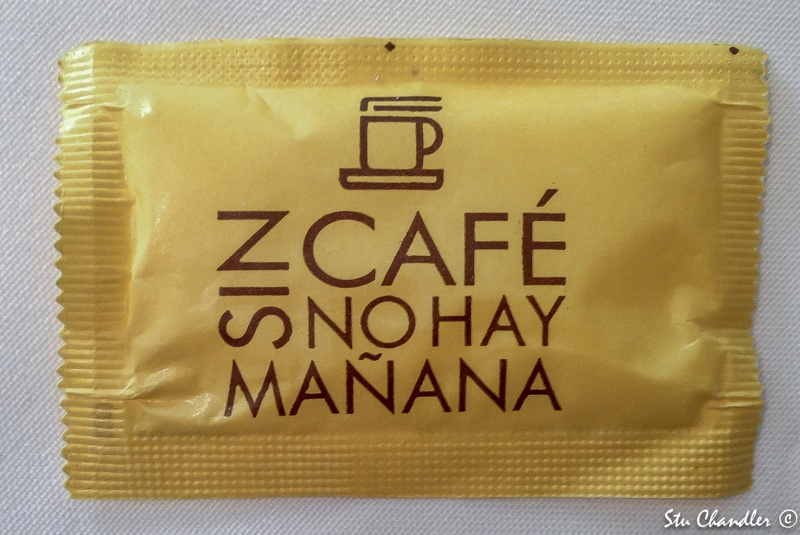 SIN CAFÉ
NO HAY
MAÑANA
Stu Chandler ©